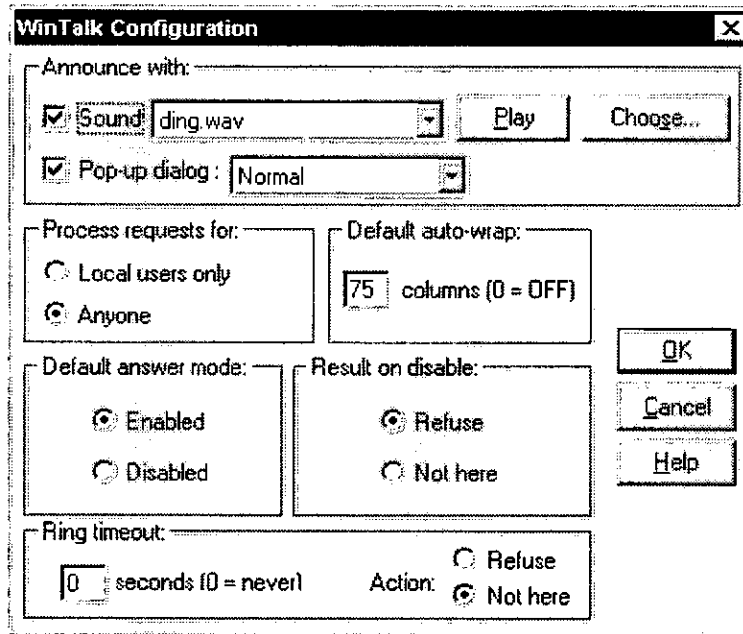 WinTalk Configuration
Announce with:
Sound ding.wav Play Choose...
Pop-up dialog : Normal
Process requests for:
Local users only
Anyone
Default auto-wrap:
75 columns (0 = OFF)
Default answer mode:
Enabled
Disabled
Result on disable:
Refuse
Not here
OK
Cancel
Help
Ring timeout:
0 seconds (0 = never)
Action: Refuse
Not here